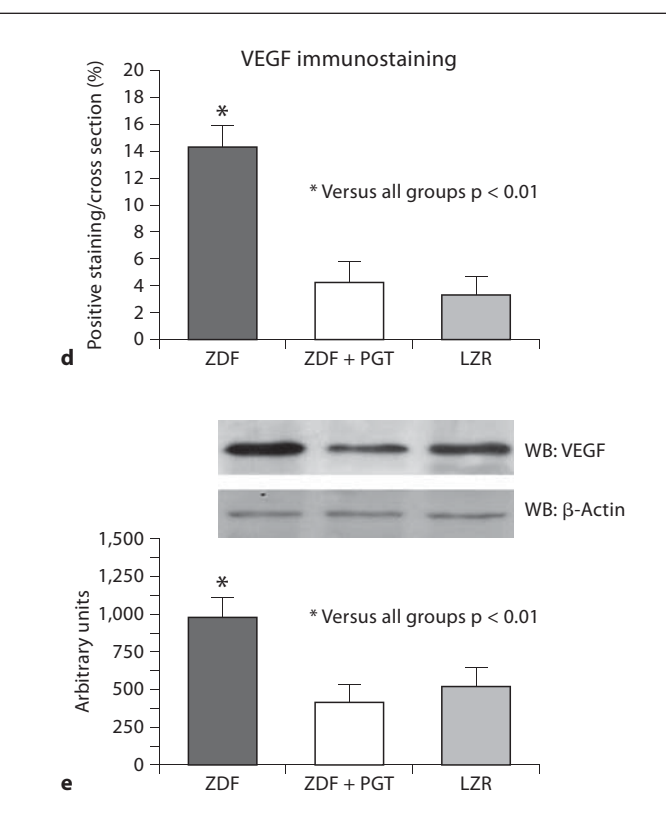 VEGF immunostaining
Positive staining/cross section (%)
20
18
16
14
12
10
8
6
4
2
0
*
* Versus all groups p < 0.01
ZDF
ZDF + PGT
LZR
d
WB: VEGF
WB: β-Actin
Arbitrary units
1,500
1,250
1,000
750
500
250
0
*
* Versus all groups p < 0.01
ZDF
ZDF + PGT
LZR
e